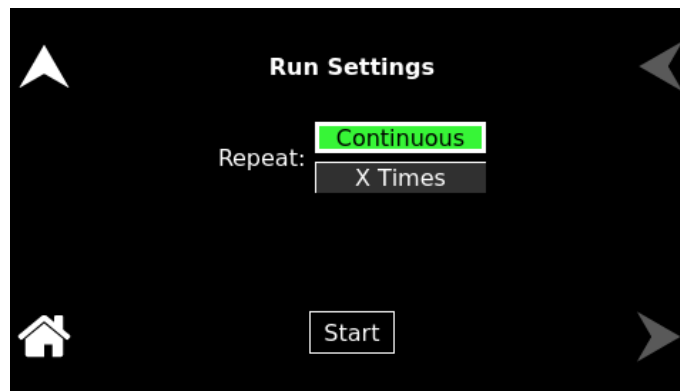 Run Settings
Continuous
Repeat:
X Times
Start